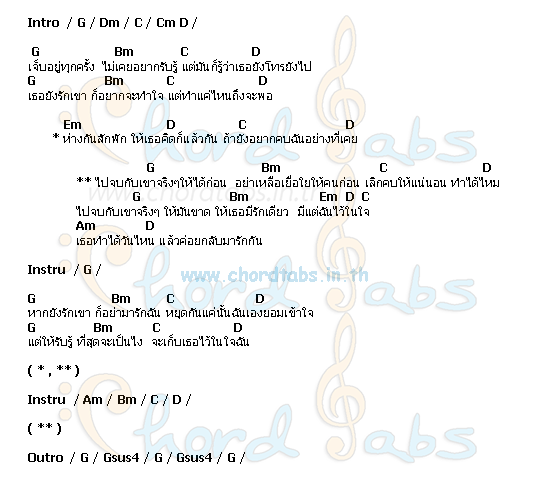 Intro / G / Dm / C / Cm D /
G Bm C D
เจ็บอยู่ทุกครั้ง ไม่เคยอยากรับรู้ แต่มันก็รู้ว่าเธอยังโทรยังไป
G Bm C D
เธอยังรักเขา ก็อยากจะทำใจ แต่ทำแค่ไหนถึงจะพอ
Em D C D
* ห่างกันสักพัก ให้เธอคิดก็แล้วกัน ถ้ายังอยากคบฉันอย่างที่เคย
G Bm C D
** ไปจบกับเขาจริงๆให้ได้ก่อน อย่าเหลือเยื่อใยให้คนก่อน เลิกคบให้แน่นอน ทำได้ไหม
G Bm Em D C
ไปจบกับเขาจริงๆ ให้มันขาด ให้เธอมีรักเดียว มีแต่ฉันไว้ในใจ
Am D
เธอทำได้วันไหน แล้วค่อยกลับมารักกัน
Instru / G /
www.chordtabs.in.th
G Bm C D
หากยังรักเขา ก็อย่ามารักฉัน หยุดกันแค่นั้นฉันเองยอมเข้าใจ
G Bm C D
แต่ให้รับรู้ ที่สุดจะเป็นไง จะเก็บเธอไว้ในใจฉัน
( * , ** )
Instru / Am / Bm / C / D /
( ** )
Outro / G / Gsus4 / G / Gsus4 / G /